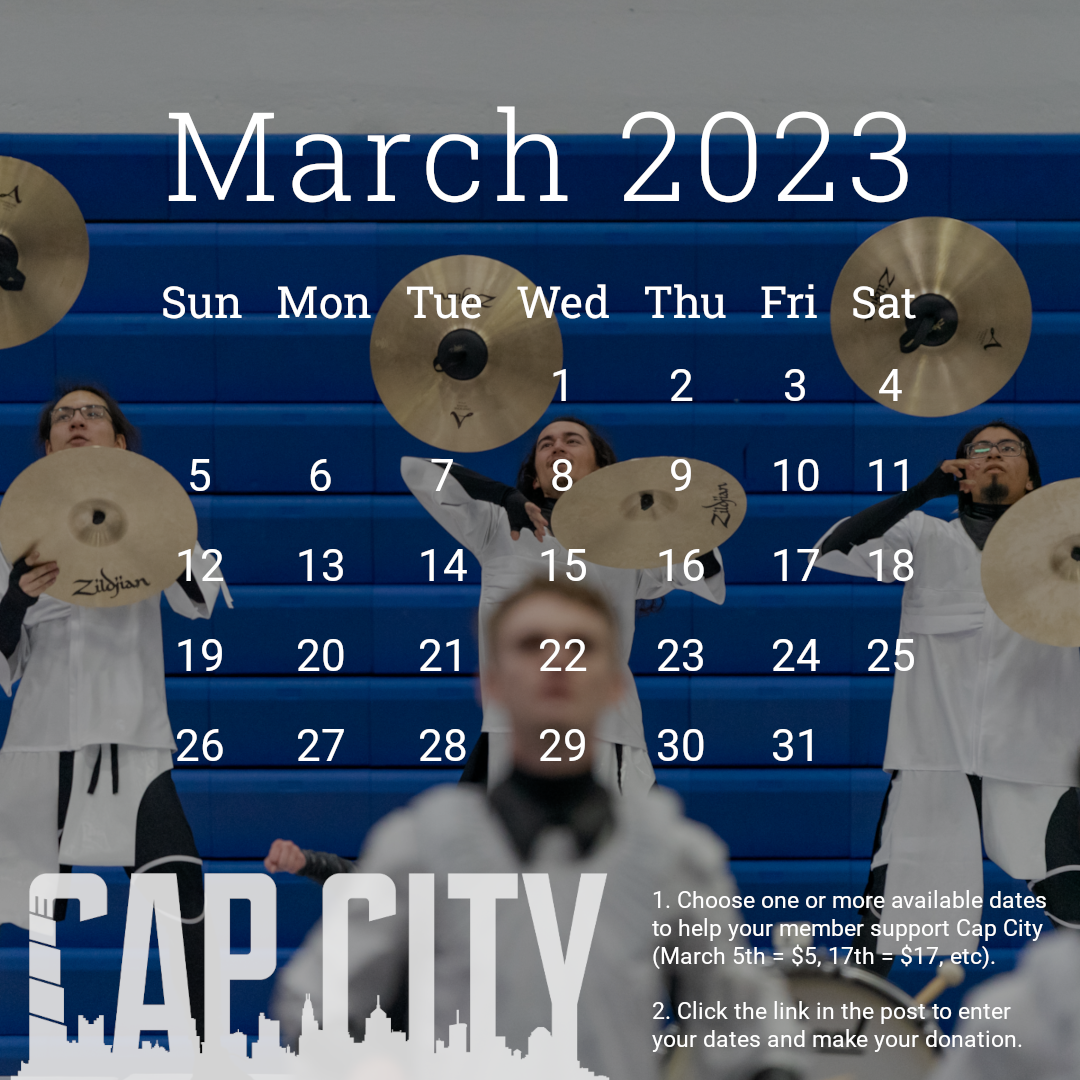 March 2023
Sun Mon Tue Wed Thu Fri Sat
1 2 3 4
5 6 7 8 9 10 11
12 13 14 15 16 17 18
19 20 21 22 23 24 25
26 27 28 29 30 31
Zildjian
Zildjian
CAP CITY
1. Choose one or more available dates
to help your member support Cap City
(March 5th = $5, 17th = $17, etc).
2. Click the link in the post to enter
your dates and make your donation.